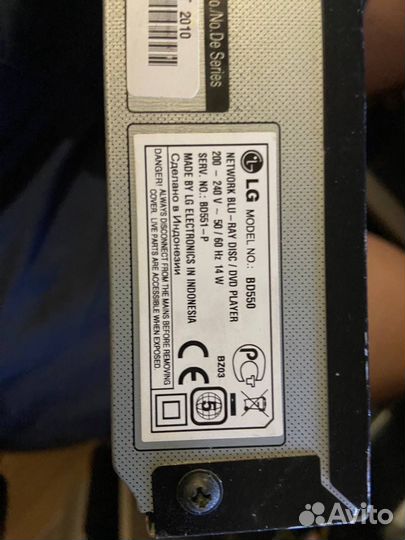 2010
o./No.De Series
LG MODEL NO.: BD550
NETWORK BLU-RAY DISC / DVD PLAYER
200 - 240 V ~ 50 / 60 Hz 14 W
SERV. NO.: BD551-P
MADE BY LG ELECTRONICS IN INDONESIA
Сделано в Индонезии
DANGER: ALWAYS DISCONNECT FROM THE MAINS BEFORE REMOVING
COVER. LIVE PARTS ARE ACCESSIBLE WHEN EXPOSED.
BZ03
CE
5
РСт
Avito